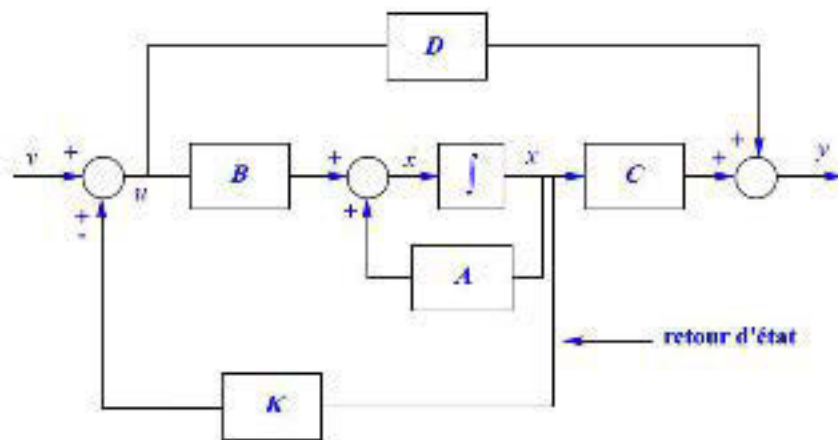 D
v + u B + x ∫ x C + + y
+
-
+
A
retour d'état
K